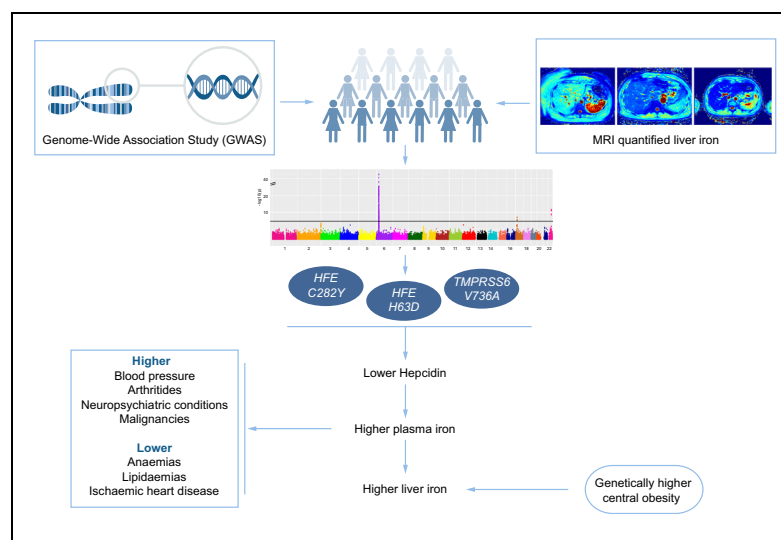 Genome-Wide Association Study (GWAS)
MRI quantified liver iron
40
20
10
1 2 3 4 5 6 7 8 9 10 11 12 13 14 16 18 20 22
HFE
C282Y
HFE
H63D
TMPRSS6
V736A
Lower Hepcidin
Higher plasma iron
Higher liver iron
Higher
Blood pressure
Arthritides
Neuropsychiatric conditions
Malignancies
Lower
Anaemias
Lipidaemias
Ischaemic heart disease
Genetically higher
central obesity